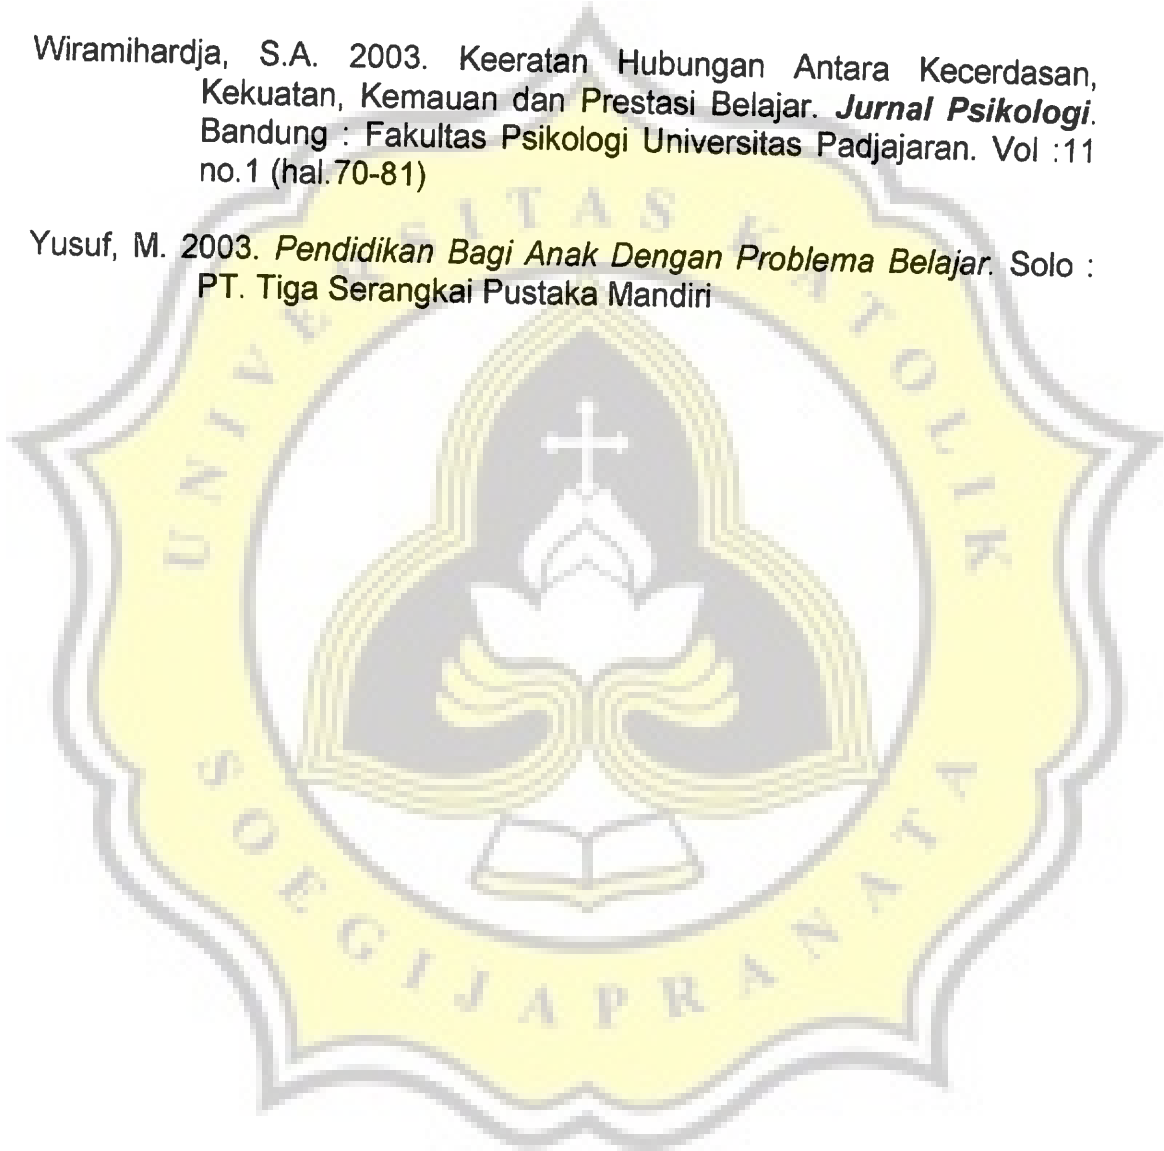 Wiramihardja, S.A. 2003. Keeratan Hubungan Antara Kecerdasan,
Kekuatan, Kemauan dan Prestasi Belajar. Jurnal Psikologi.
Bandung : Fakultas Psikologi Universitas Padjajaran. Vol :11
no.1 (hal.70-81)
Yusuf, M. 2003. Pendidikan Bagi Anak Dengan Problema Belajar. Solo :
PT. Tiga Serangkai Pustaka Mandiri
UNIVERSITAS KATOLIK
SOEGIJAPRANATA